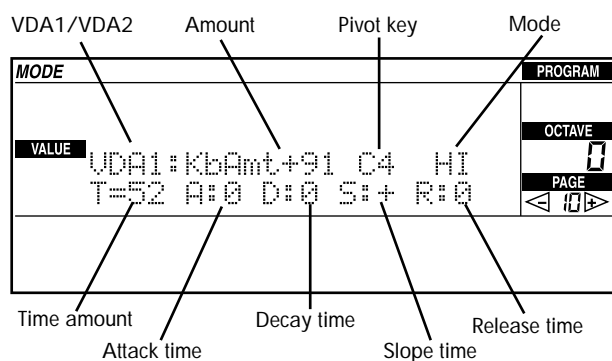 VDA1/VDA2 Amount Pivot key Mode
MODE PROGRAM
OCTAVE
0
VALUE
VDA1:KbAmt+91 C4 HI
T=52 A:0 D:0 S:+ R:0
PAGE
- 10 +
Time amount Decay time Release time
Attack time Slope time